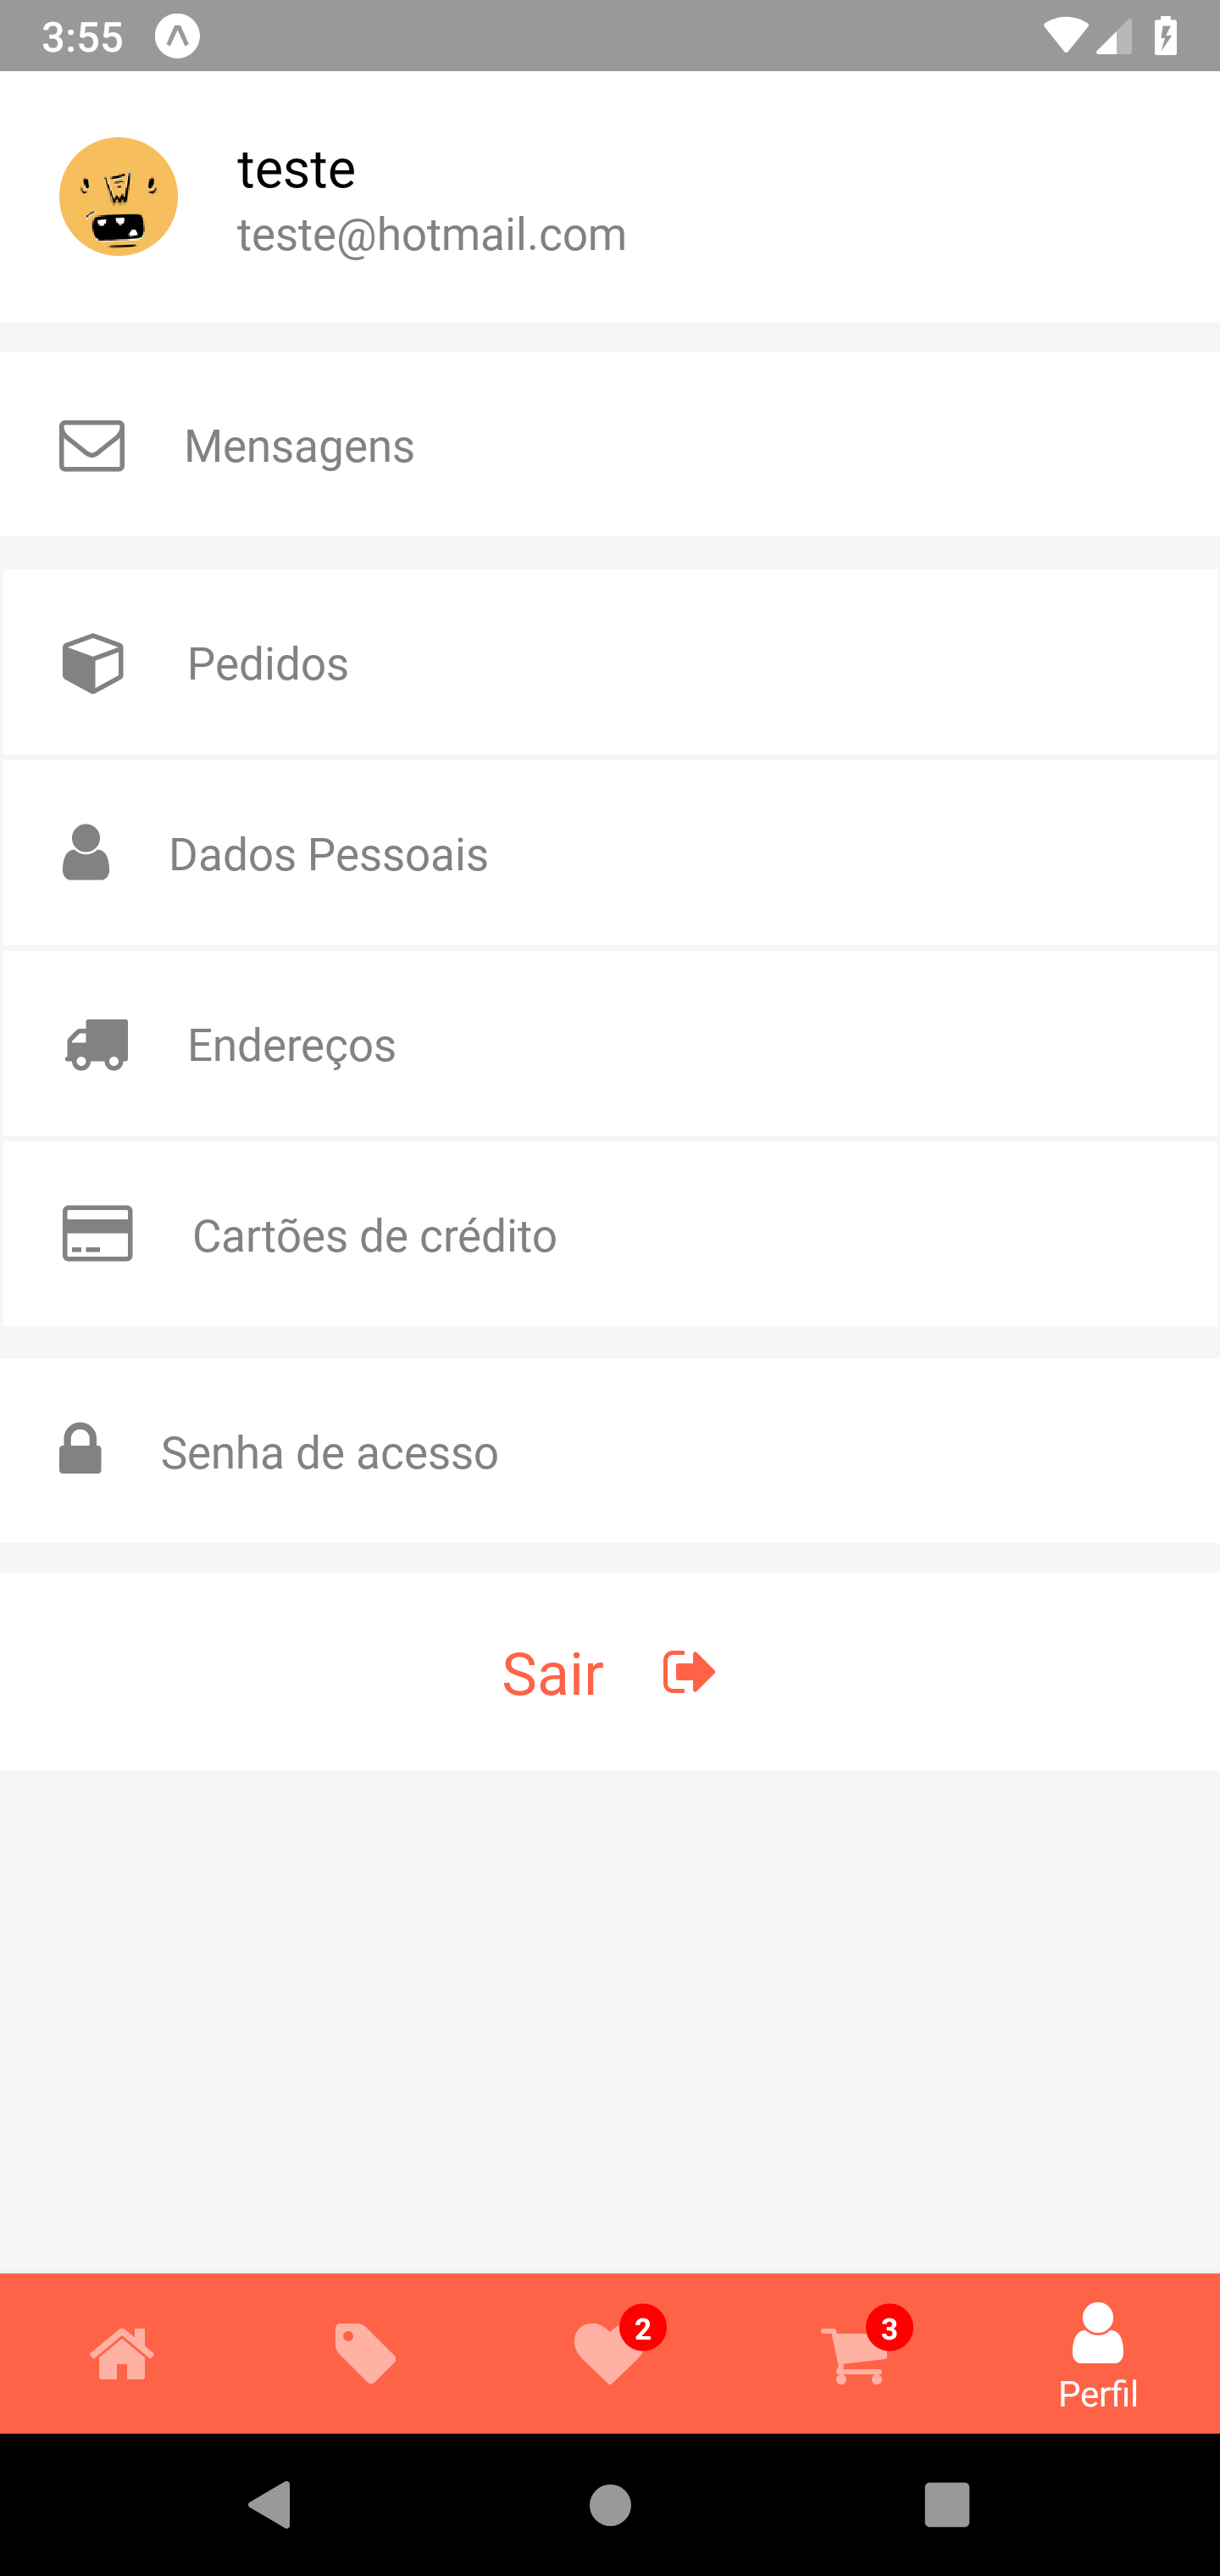 3:55
teste
teste@hotmail.com
Mensagens
Pedidos
Dados Pessoais
Endereços
Cartões de crédito
Senha de acesso
Sair
2
3
Perfil